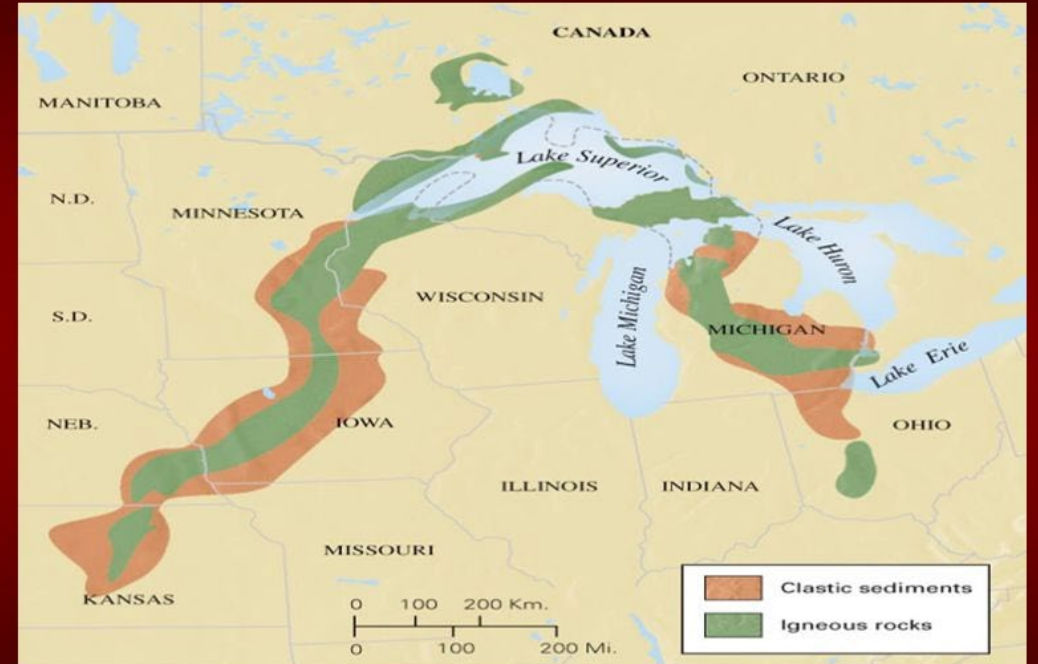 CANADA
ONTARIO
MANITOBA
Lake Superior
N.D.
MINNESOTA
Lake Huron
WISCONSIN
S.D.
Lake Michigan
MICHIGAN
Lake Erie
NEB.
IOWA
OHIO
ILLINOIS
INDIANA
MISSOURI
KANSAS
0 100 200 Km.
0 100 200 Mi.
Clastic sediments
Igneous rocks